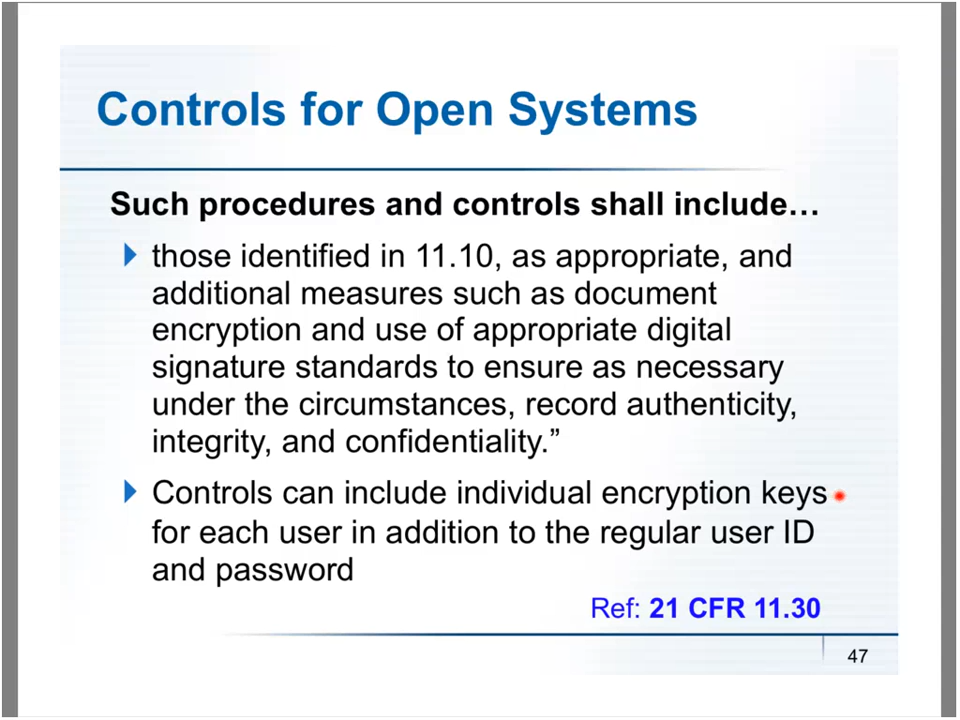 Controls for Open Systems
Such procedures and controls shall include…
those identified in 11.10, as appropriate, and
additional measures such as document
encryption and use of appropriate digital
signature standards to ensure as necessary
under the circumstances, record authenticity,
integrity, and confidentiality.”
Controls can include individual encryption keys
for each user in addition to the regular user ID
and password
Ref: 21 CFR 11.30
47